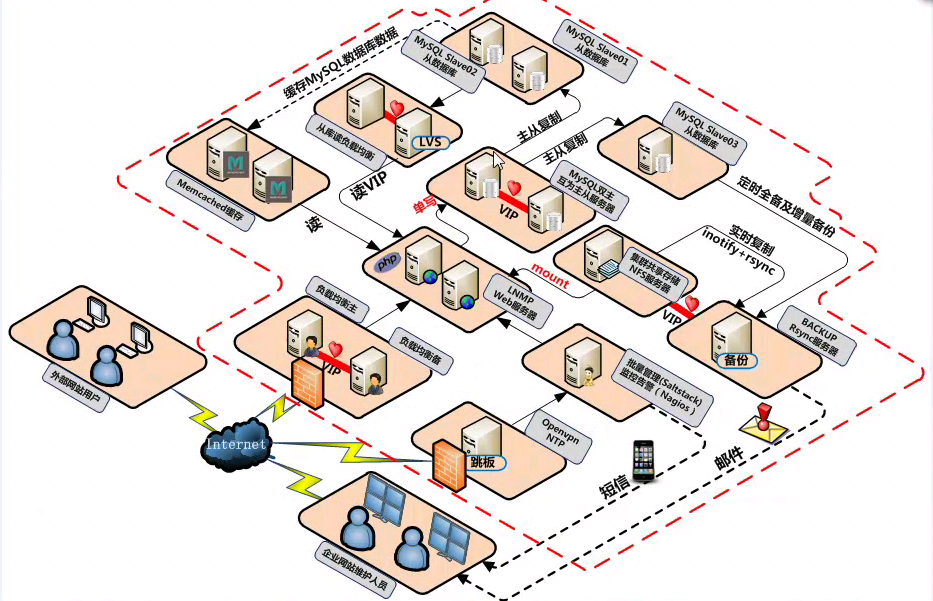 MySQL Slave01
从数据库
MySQL Slave02
从数据库
缓存MySQL数据库数据
LVS
从库读负载均衡
主从复制
主从复制
MySQL Slave03
从数据库
M
M
Memcached缓存
读VIP
读
单写
VIP
MySQL双主
互为主从服务器
定时全备及增量备份
实时复制
inotify+rsync
php
LNMP
Web服务器
mount
集群共享存储
NFS服务器
VIP
备份
BACKUP
Rsync服务器
负载均衡主
VIP
负载均衡备
外部网站用户
Internet
批量管理(Saltstack)
监控告警（Nagios）
Openvpn
NTP
跳板
短信
邮件
企业网站维护人员